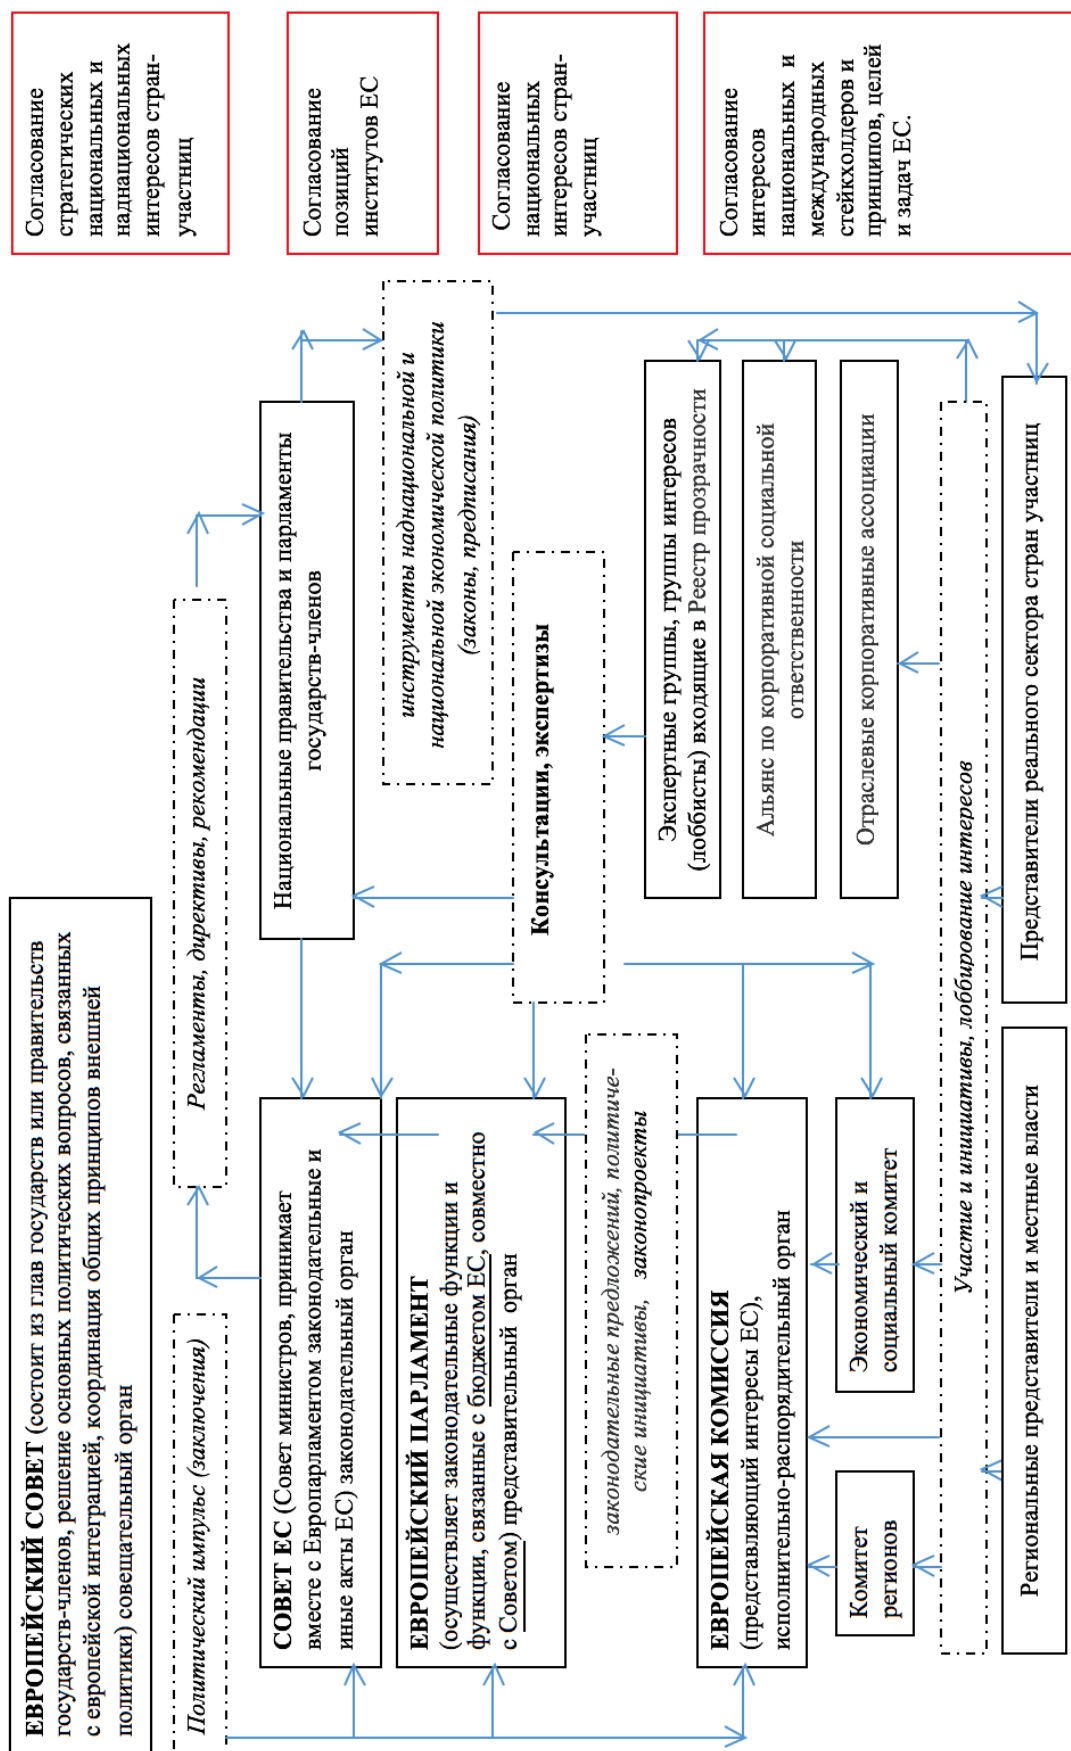 ЕВРОПЕЙСКИЙ СОВЕТ (состоит из глав государств или правительств
государств-членов, решение основных политических вопросов, связанных
с европейской интеграцией, координация общих принципов внешней
политики) совещательный орган
Согласование
стратегических
национальных и
наднациональных
интересов стран-
участниц
Политический импульс (заключения)
Регламенты, директивы, рекомендации
СОВЕТ ЕС (Совет министров, принимает
вместе с Европарламентом законодательные и
иные акты ЕС) законодательный орган
Национальные правительства и парламенты
государств-членов
Согласование
позиций
институтов ЕС
ЕВРОПЕЙСКИЙ ПАРЛАМЕНТ
(осуществляет законодательные функции и
функции, связанные с бюджетом ЕС, совместно
с Советом) представительный орган
инструменты наднациональной и
национальной экономической политики
(законы, предписания)
Консультации, экспертизы
Согласование
национальных
интересов стран-
участниц
законодательные предложений, политиче-
ские инициативы, законопроекты
Экспертные группы, группы интересов
(лоббисты) входящие в Реестр прозрачности
ЕВРОПЕЙСКАЯ КОМИССИЯ
(представляющий интересы ЕС),
исполнительно-распорядительный орган
Альянс по корпоративной социальной
ответственности
Согласование
интересов
национальных и
международных
стейкхолдеров и
принципов, целей
и задач ЕС.
Комитет
регионов
Экономический и
социальный комитет
Отраслевые корпоративные ассоциации
Участие и инициативы, лоббирование интересов
Региональные представители и местные власти
Представители реального сектора стран участниц